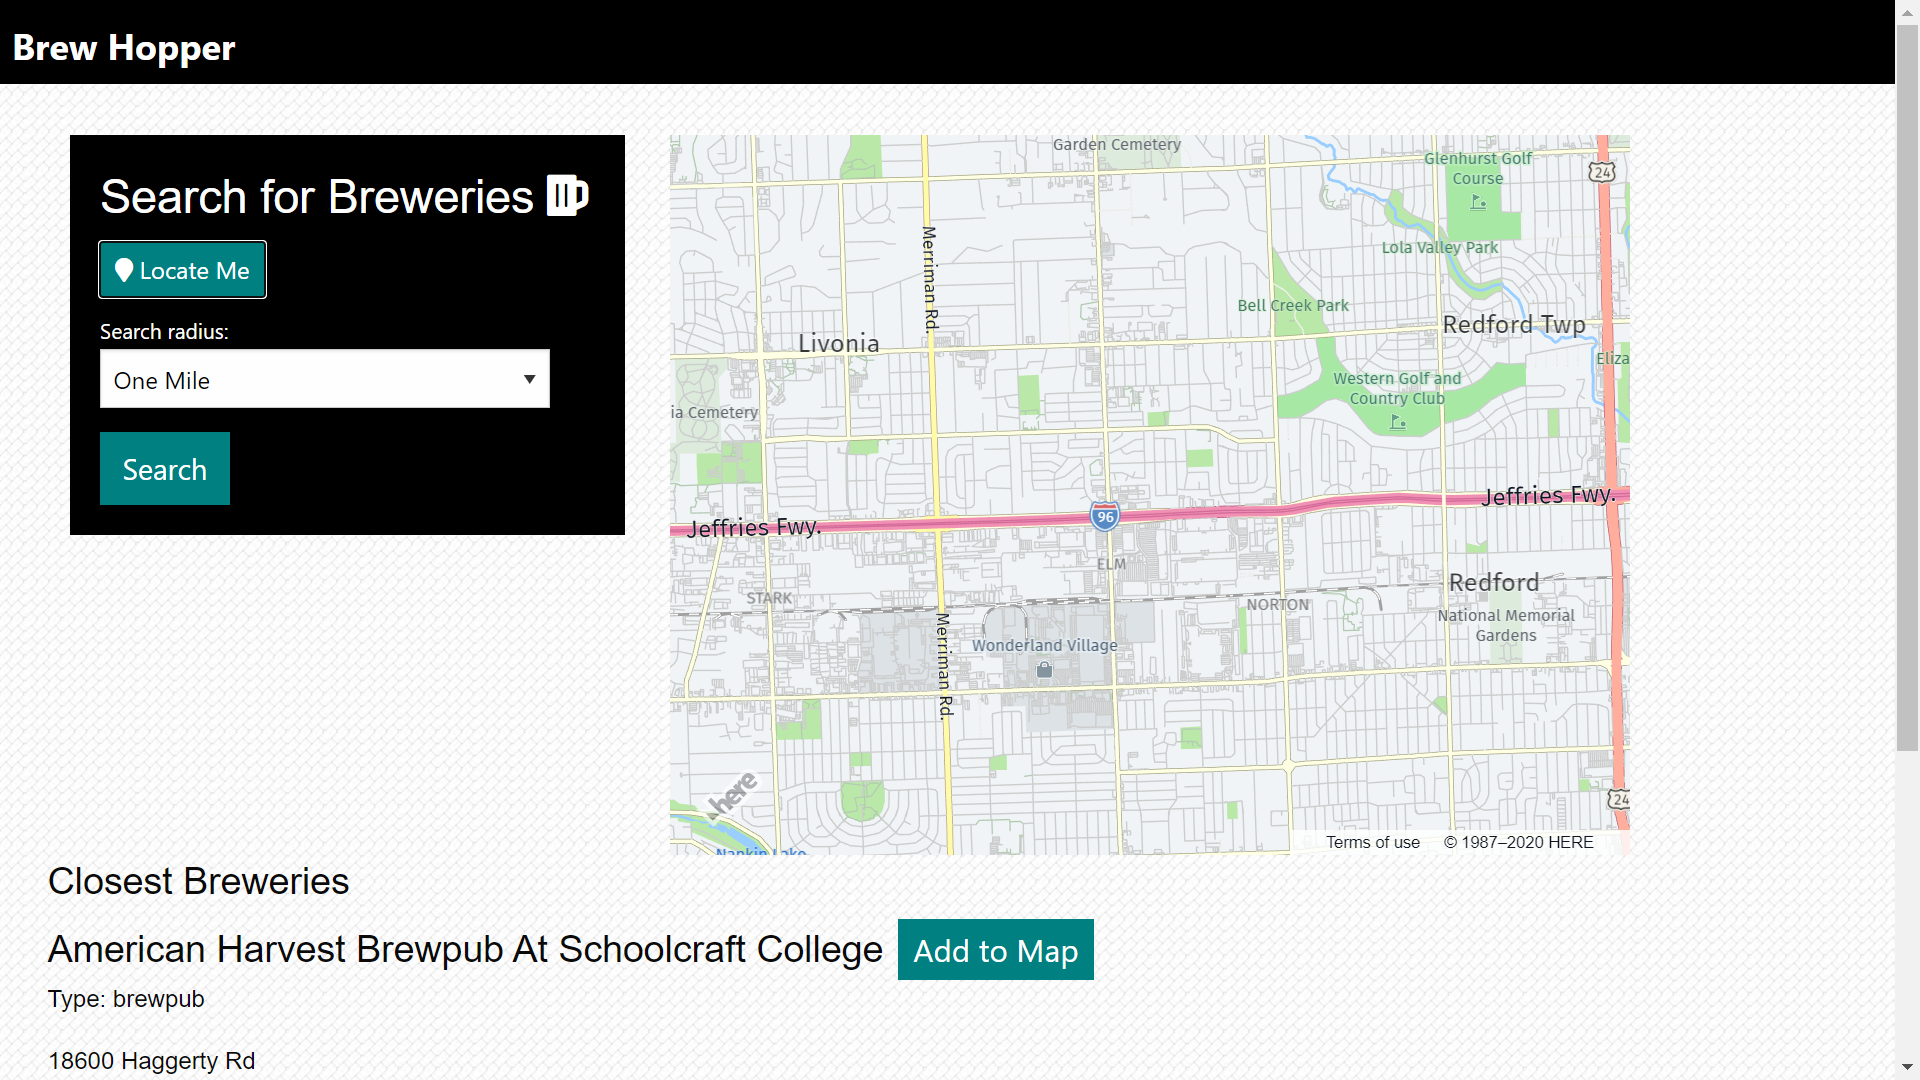 Brew Hopper
Search for Breweries
Locate Me
Search radius:
One Mile
Search
Garden Cemetery
Glenhurst Golf
Course
24
Merriman Rd.
Lola Valley Park
Bell Creek Park
Livonia
Redford Twp
Eliza
Western Golf and
Country Club
ia Cemetery
Jeffries Fwy.
96
Jeffries Fwy.
ELM
STARK
NORTON
Redford
National Memorial
Gardens
Merriman Rd.
Wonderland Village
here
24
Nankin Lake
Terms of use © 1987–2020 HERE
Closest Breweries
American Harvest Brewpub At Schoolcraft College
Add to Map
Type: brewpub
18600 Haggerty Rd